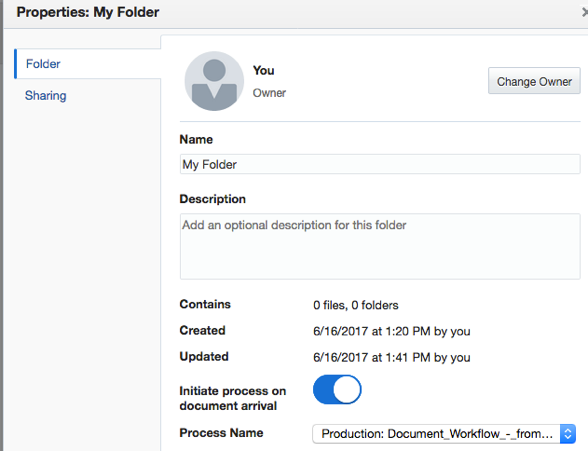 Properties: My Folder
Folder
Sharing
You
Owner
Change Owner
Name
My Folder
Description
Add an optional description for this folder
Contains 0 files, 0 folders
Created 6/16/2017 at 1:20 PM by you
Updated 6/16/2017 at 1:41 PM by you
Initiate process on
document arrival
Process Name Production: Document_Workflow_-_from...